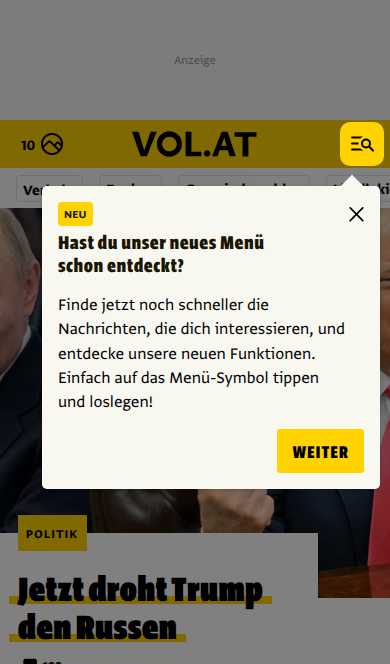 Anzeige
10
VOL.AT
NEU
Hast du unser neues Menü
schon entdeckt?
Finde jetzt noch schneller die
Nachrichten, die dich interessieren, und
entdecke unsere neuen Funktionen.
Einfach auf das Menü-Symbol tippen
und loslegen!
WEITER
POLITIK
Jetzt droht Trump
den Russen